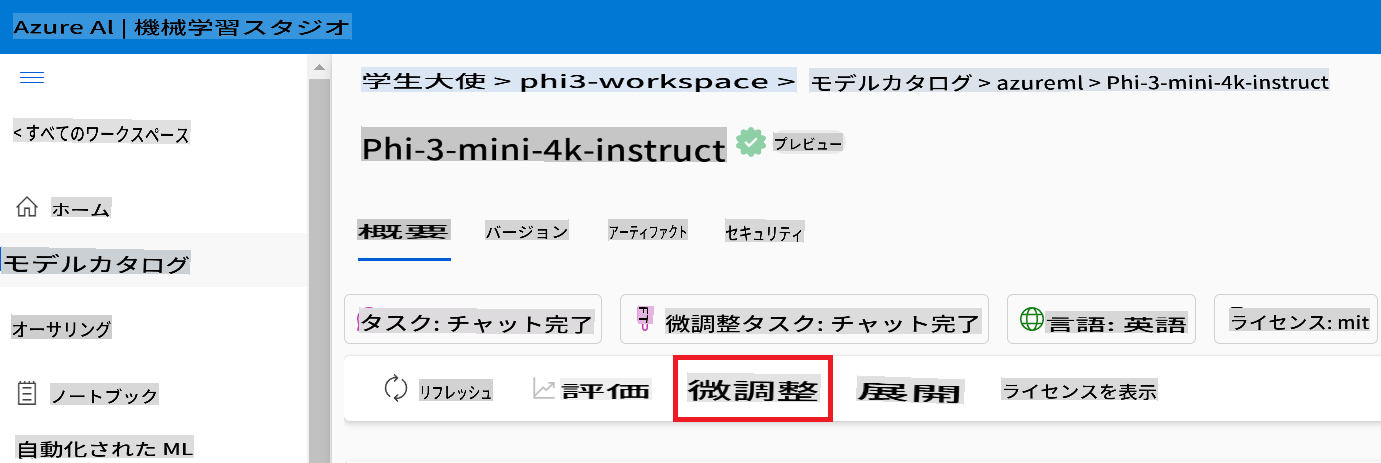 Azure Al | 機械学習スタジオ
< すべてのワークスペース
ホーム
モデルカタログ
オーサリング
ノートブック
自動化された ML
学生大使 > phi3-workspace > モデルカタログ > azureml > Phi-3-mini-4k-instruct
Phi-3-mini-4k-instruct プレビュー
概要 バージョン アーティファクト セキュリティ
タスク: チャット完了 FT 微調整タスク: チャット完了 言語: 英語 ライセンス: mit
リフレッシュ 評価 微調整 展開 ライセンスを表示